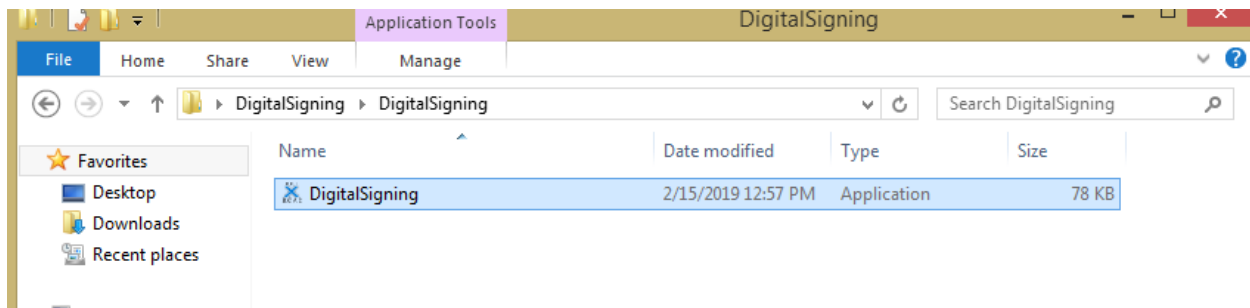 Application Tools
DigitalSigning
File Home Share View Manage
DigitalSigning DigitalSigning
Search DigitalSigning
Name Date modified Type Size
Favorites
DigitalSigning 2/15/2019 12:57 PM Application 78 KB
Desktop
Downloads
Recent places